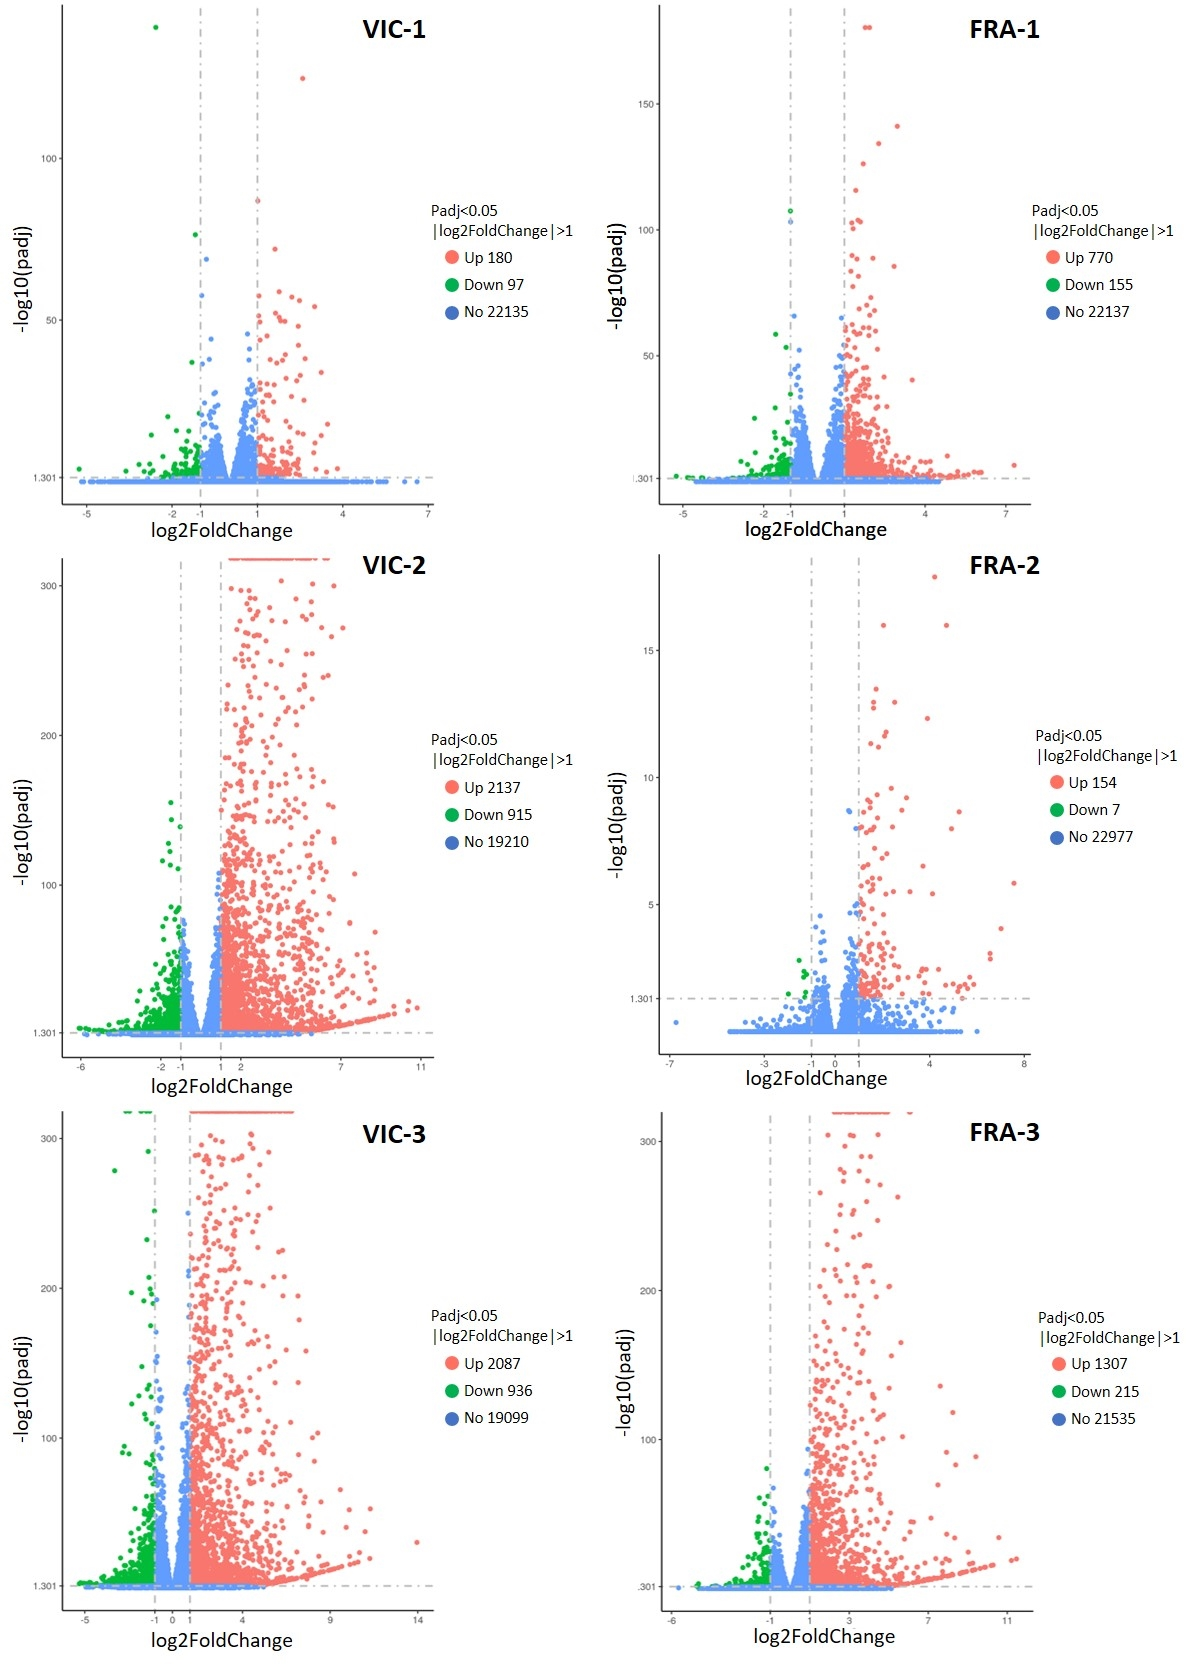 VIC-1
100
50
1.301
-log10(padj)
-5
-2
-1
1
4
7
log2FoldChange
Padj<0.05
|log2FoldChange|>1
Up 180
Down 97
No 22135
FRA-1
150
100
50
.301
-log10(padj)
-5
-2
-1
1
4
7
log2FoldChange
Padj<0.05
|log2FoldChange|>1
Up 770
Down 155
No 22137
VIC-2
300
200
100
1.301
-log10(padj)
-6
-2
-1
1
2
7
11
log2FoldChange
Padj<0.05
|log2FoldChange|>1
Up 2137
Down 915
No 19210
FRA-2
15
10
5
1.301
-log10(padj)
-7
-3
-1
0
1
4
8
log2FoldChange
Padj<0.05
|log2FoldChange|>1
Up 154
Down 7
No 22977
VIC-3
300
200
100
1.301
-log10(padj)
-5
-1
0
1
4
9
14
log2FoldChange
Padj<0.05
|log2FoldChange|>1
Up 2087
Down 936
No 19099
FRA-3
300
200
100
.301
-log10(padj)
-6
-1
1
3
7
11
log2FoldChange
Padj<0.05
|log2FoldChange|>1
Up 1307
Down 215
No 21535